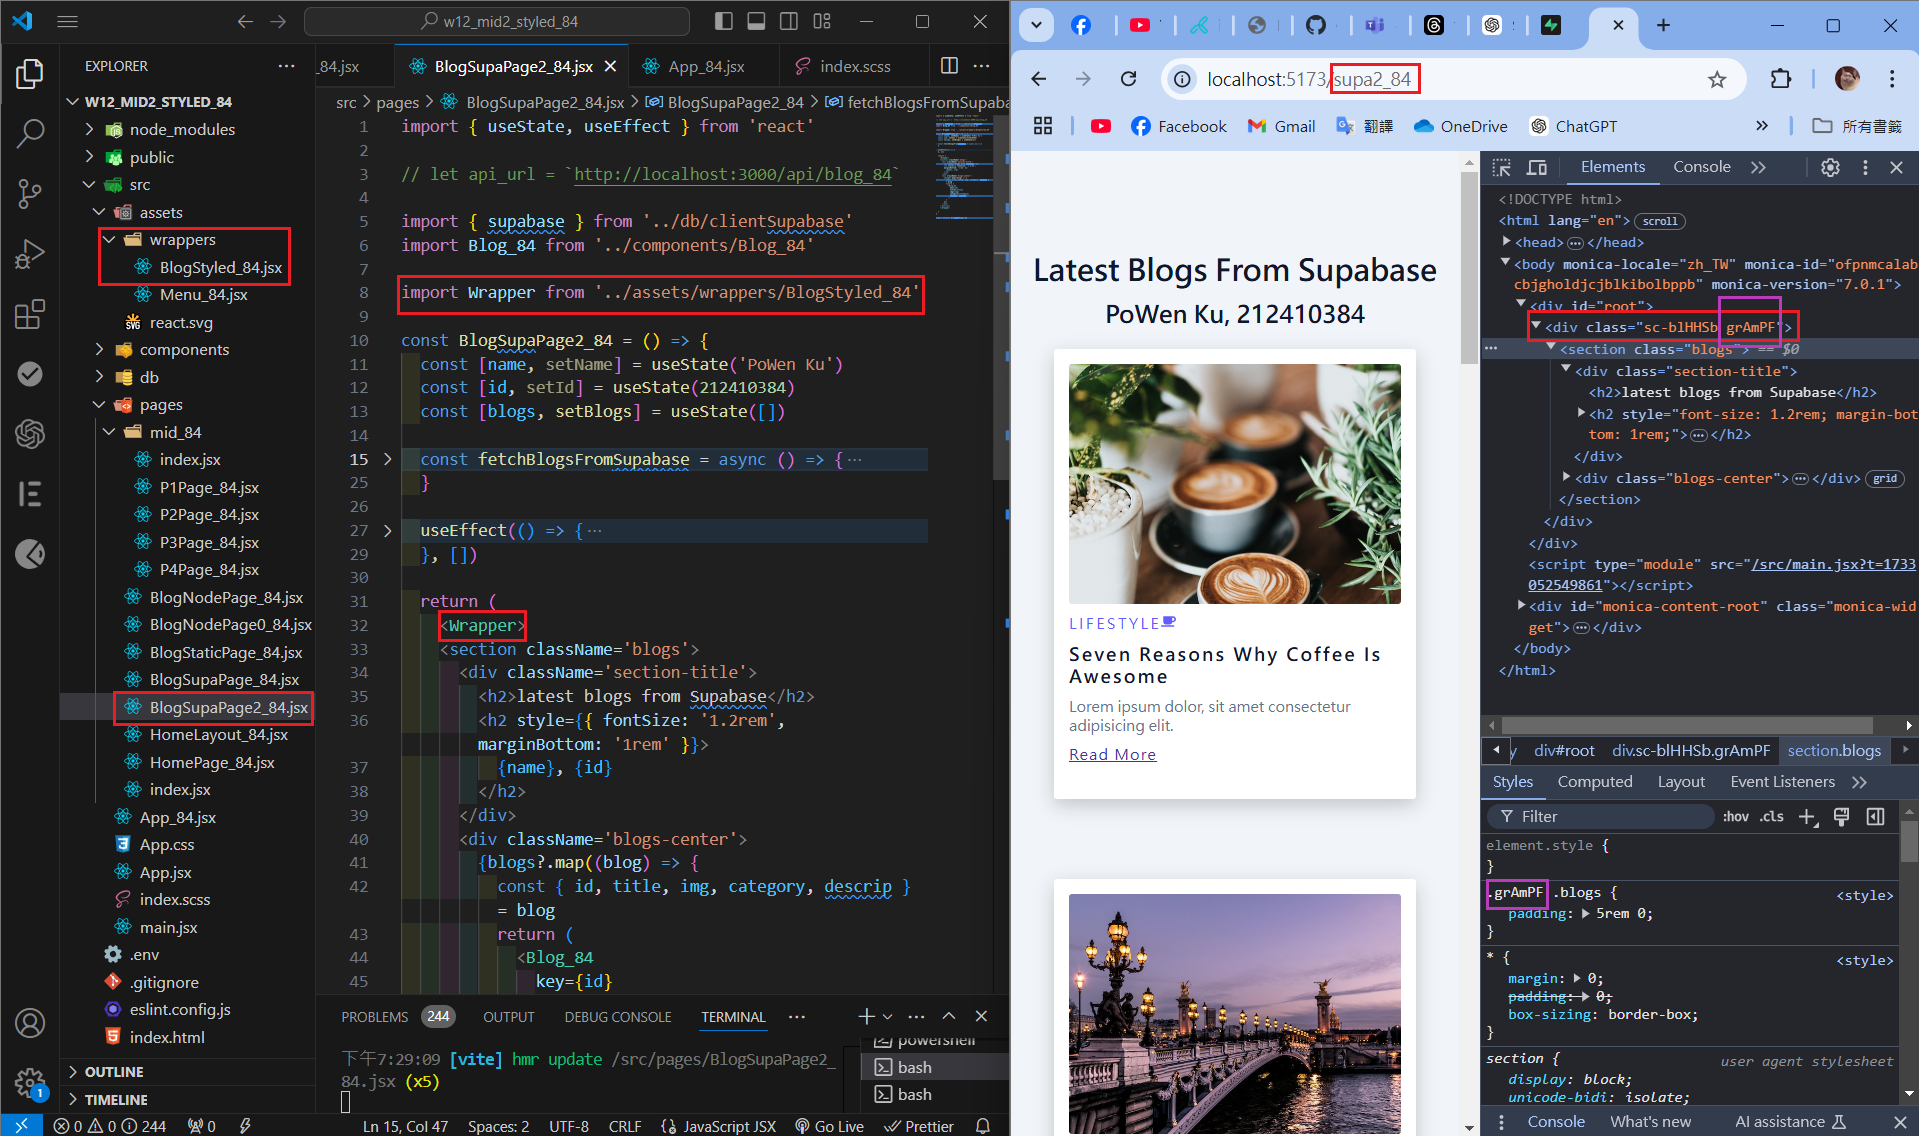 w12_mid2_styled_84
EXPLORER
W12_MID2_STYLED_84
node_modules
public
src
assets
wrappers
BlogStyled_84.jsx
Menu_84.jsx
react.svg
components
db
pages
mid_84
index.jsx
P1Page_84.jsx
P2Page_84.jsx
P3Page_84.jsx
P4Page_84.jsx
BlogNodePage_84.jsx
BlogNodePage0_84.jsx
BlogStaticPage_84.jsx
BlogSupaPage_84.jsx
BlogSupaPage2_84.jsx
HomeLayout_84.jsx
HomePage_84.jsx
index.jsx
App_84.jsx
App.css
App.jsx
index.scss
main.jsx
.env
.gitignore
eslint.config.js
index.html
OUTLINE
TIMELINE
_84.jsx
BlogSupaPage2_84.jsx
App_84.jsx
index.scss
src > pages > BlogSupaPage2_84.jsx > BlogSupaPage2_84 > fetchBlogsFromSupaba
1 import { useState, useEffect } from 'react'
2
3 // let api_url = `http://localhost:3000/api/blog_84`
4
5 import { supabase } from '../db/clientSupabase'
6 import Blog_84 from '../components/Blog_84'
7
8 import Wrapper from '../assets/wrappers/BlogStyled_84'
9
10 const BlogSupaPage2_84 = () => {
11 const [name, setName] = useState('PoWen Ku')
12 const [id, setId] = useState(212410384)
13 const [blogs, setBlogs] = useState([])
14
15 const fetchBlogsFromSupabase = async () => { ⋯
25 }
26
27 useEffect(() => { ⋯
29 }, [])
30
31 return (
32 <Wrapper>
33 <section className='blogs'>
34 <div className='section-title'>
35 <h2>latest blogs from Supabase</h2>
36 <h2 style={{ fontSize: '1.2rem',
marginBottom: '1rem' }}>
37 {name}, {id}
38 </h2>
39 </div>
40 <div className='blogs-center'>
41 {blogs?.map((blog) => {
42 const { id, title, img, category, descrip }
= blog
43 return (
44 <Blog_84
45 key={id}
PROBLEMS 244 OUTPUT DEBUG CONSOLE TERMINAL
下午7:29:09 [vite] hmr update /src/pages/BlogSupaPage2_
84.jsx (x5)
powershell
bash
bash
1
0 0 244 0 Ln 15, Col 47 Spaces: 2 UTF-8 CRLF JavaScript JSX Go Live Prettier
localhost:5173/supa2_84
Facebook Gmail 翻譯 OneDrive ChatGPT 所有書籤
Latest Blogs From Supabase
PoWen Ku, 212410384
LIFESTYLE
Seven Reasons Why Coffee Is
Awesome
Lorem ipsum dolor, sit amet consectetur
adipisicing elit.
Read More
Elements Console
<!DOCTYPE html>
<html lang="en"> scroll
<head> ⋯ </head>
<body monica-locale="zh_TW" monica-id="ofpnmcalab
cbjgholdjcjblkibolbppb" monica-version="7.0.1">
<div id="root">
<div class="sc-blHHSb grAmPF">
<section class="blogs"> == $0
<div class="section-title">
<h2>latest blogs from Supabase</h2>
<h2 style="font-size: 1.2rem; margin-bot
tom: 1rem;"> ⋯ </h2>
</div>
<div class="blogs-center"> ⋯ </div> grid
</section>
</div>
</div>
<script type="module" src="/src/main.jsx?t=1733
052549861"></script>
<div id="monica-content-root" class="monica-wid
get"> ⋯ </div>
</body>
</html>
y div#root div.sc-blHHSb.grAmPF section.blogs
Styles Computed Layout Event Listeners
Filter :hov .cls
element.style {
}
.grAmPF .blogs { <style>
padding: 5rem 0;
}
* { <style>
margin: 0;
padding: 0;
box-sizing: border-box;
}
section { user agent stylesheet
display: block;
unicode-bidi: isolate;
Console What's new AI assistance